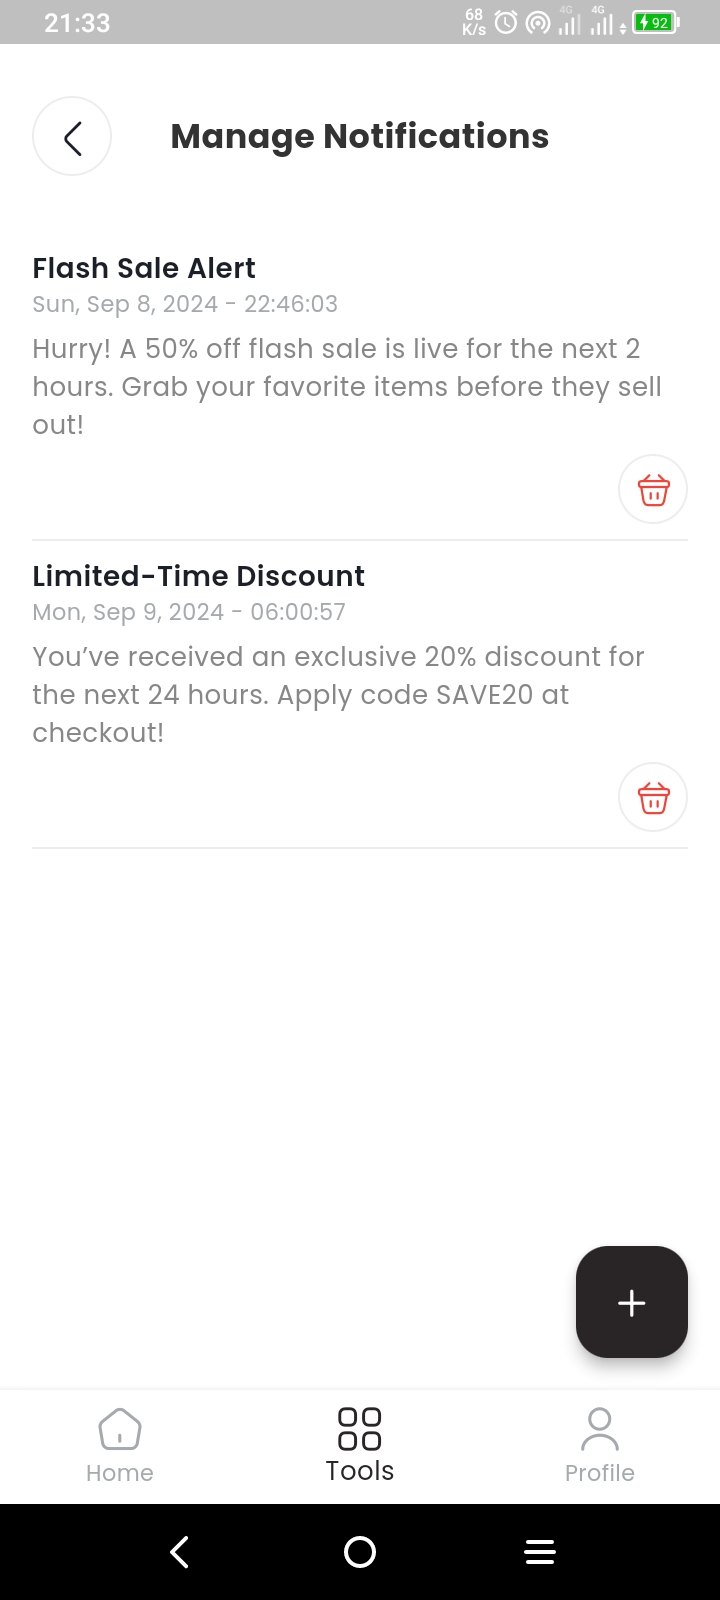 21:33
68
K/s
4G
4G
92
Manage Notifications
Flash Sale Alert
Sun, Sep 8, 2024 - 22:46:03
Hurry! A 50% off flash sale is live for the next 2
hours. Grab your favorite items before they sell
out!
Limited-Time Discount
Mon, Sep 9, 2024 - 06:00:57
You’ve received an exclusive 20% discount for
the next 24 hours. Apply code SAVE20 at
checkout!
Home
Tools
Profile